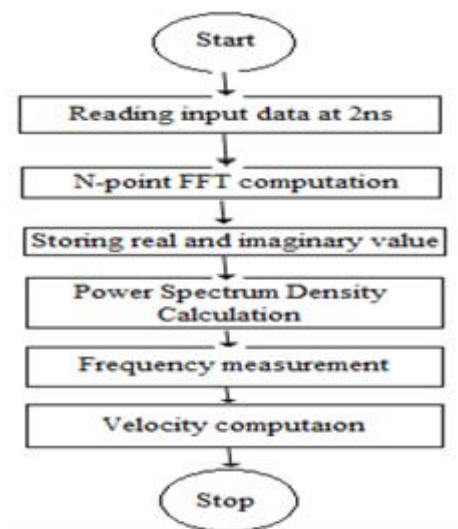 Start
Reading input data at 2ns
N-point FFT computation
Storing real and imaginary value
Power Spectrum Density
Calculation
Frequency measurement
Velocity computaion
Stop